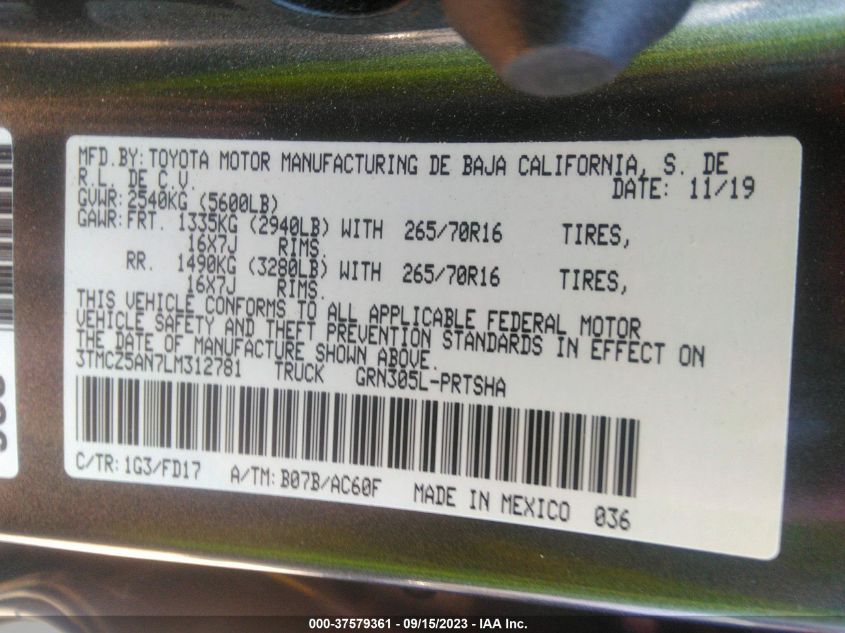 MFD.BY: TOYOTA MOTOR MANUFACTURING DE BAJA CALIFORNIA, S. DE
R.L. DE C.V. DATE: 11/19
GVWR: 2540KG (5600LB)
GAWR: FRT. 1335KG (2940LB) WITH 265/70R16 TIRES,
16X7J RIMS.
RR. 1490KG (3280LB) WITH 265/70R16 TIRES,
16X7J RIMS.
THIS VEHICLE CONFORMS TO ALL APPLICABLE FEDERAL MOTOR
VEHICLE SAFETY AND THEFT PREVENTION STANDARDS IN EFFECT ON
THE DATE OF MANUFACTURE SHOWN ABOVE.
3TMCZ5AN7LM312781 TRUCK GRN305L-PRTSHA
C/TR: 1G3/FD17 A/TM: B07B/AC60F MADE IN MEXICO 036
000-37579361 - 09/15/2023 - IAA Inc.